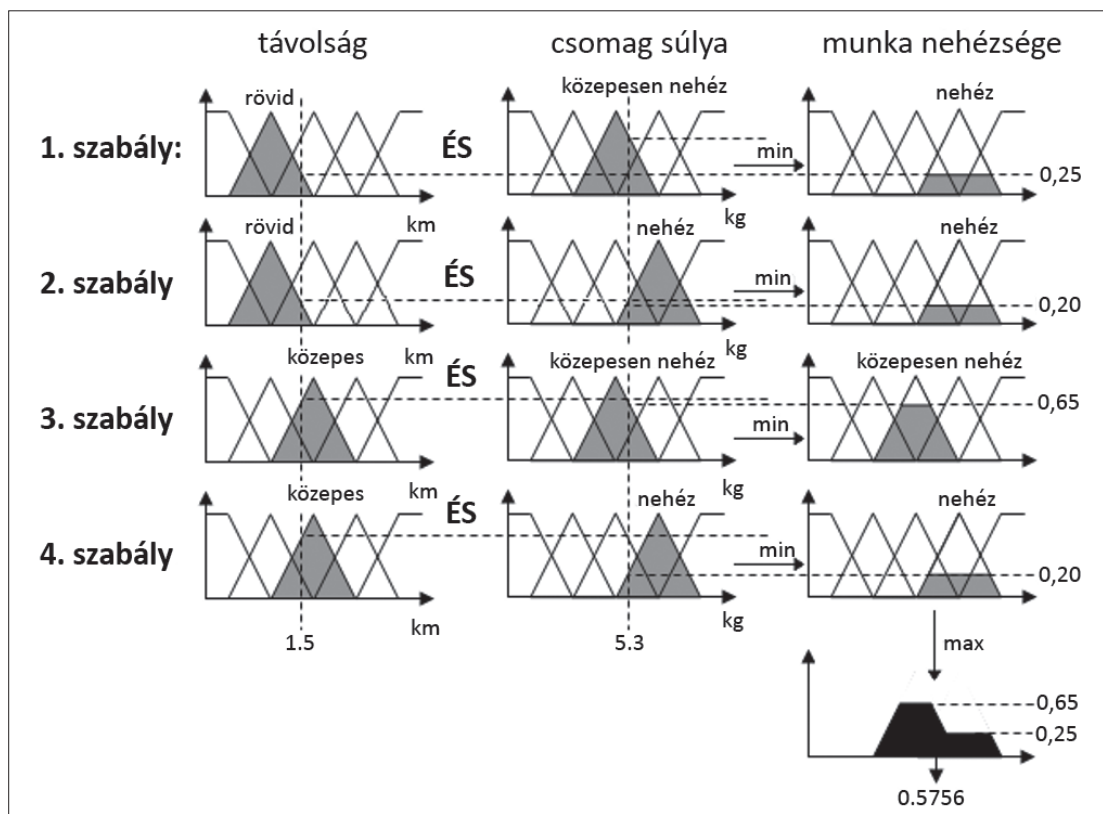 távolság csomag súlya munka nehézsége
rövid közepesen nehéz nehéz
1. szabály: ÉS min 0,25
km kg
rövid nehéz nehéz
2. szabály ÉS min 0,20
km kg
közepes közepesen nehéz közepesen nehéz
3. szabály ÉS min 0,65
km kg
közepes nehéz nehéz
4. szabály ÉS min 0,20
km kg
1.5 5.3
max
0,65
0,25
0.5756